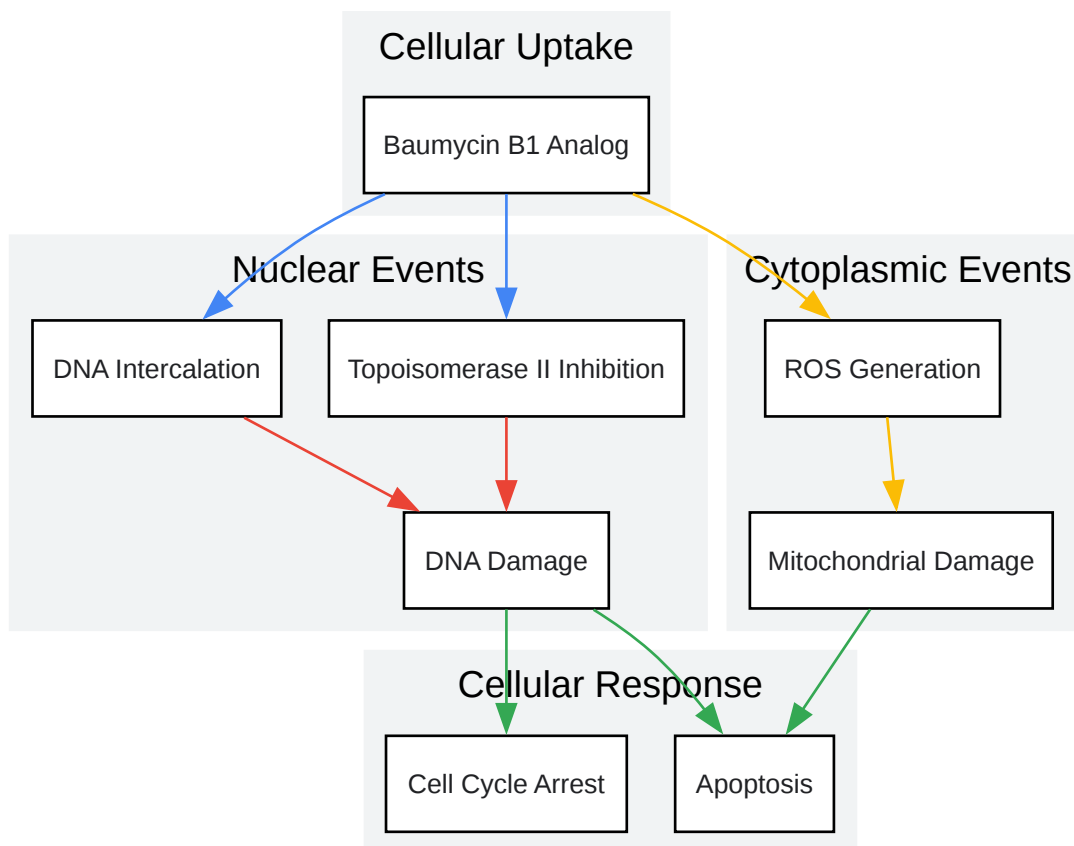 Cellular Uptake
Baumycin B1 Analog
Nuclear Events
Cytoplasmic Events
DNA Intercalation
Topoisomerase II Inhibition
ROS Generation
DNA Damage
Mitochondrial Damage
Cellular Response
Cell Cycle Arrest
Apoptosis